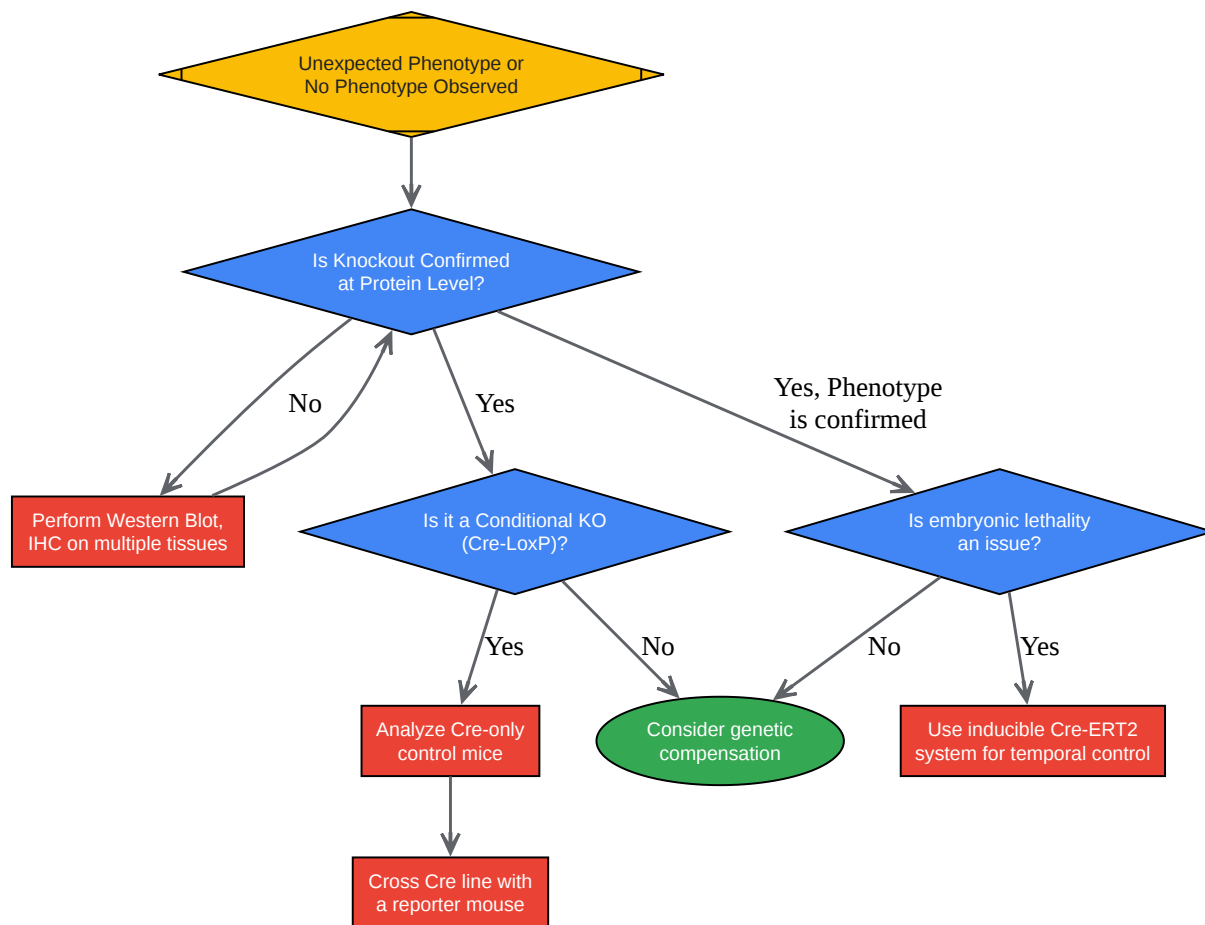 Unexpected Phenotype or
No Phenotype Observed
Is Knockout Confirmed
at Protein Level?
No
Yes
Yes, Phenotype
is confirmed
Perform Western Blot,
IHC on multiple tissues
Is it a Conditional KO
(Cre-LoxP)?
Is embryonic lethality
an issue?
Yes
No
No
Yes
Analyze Cre-only
control mice
Consider genetic
compensation
Use inducible Cre-ERT2
system for temporal control
Cross Cre line with
a reporter mouse